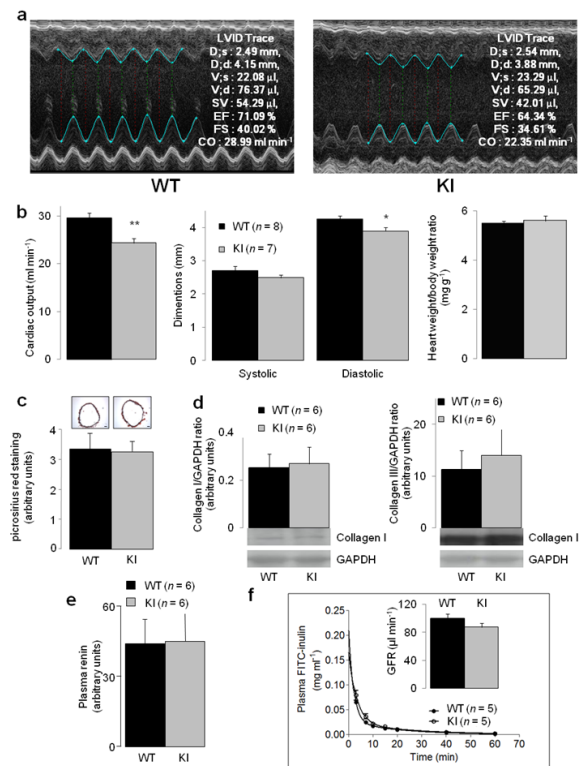 a
LVID Trace
D;s : 2.49 mm,
D;d : 4.15 mm,
V;s : 22.08 µl,
V;d : 76.37 µl,
SV : 54.29 µl,
EF : 71.09 %
FS : 40.02 %
CO : 28.99 ml min⁻¹
WT
LVID Trace
D;s : 2.54 mm,
D;d : 3.88 mm,
V;s : 23.29 µl,
V;d : 65.29 µl,
SV : 42.01 µl,
EF : 64.34 %
FS : 34.61 %
CO : 22.35 ml min⁻¹
KI
b
Cardiac output (ml min⁻¹)
30
20
10
0
**
Dimentions (mm)
4
2
0
WT (n = 8)
KI (n = 7)
*
Systolic
Diastolic
Heart weight/body weight ratio
(mg g⁻¹)
6
4
2
0
c
picrosirius red staining
(arbitrary units)
4
3
2
1
0
WT
KI
d
Collagen I/GAPDH ratio
(arbitrary units)
0.4
0.2
0
WT (n = 6)
KI (n = 6)
Collagen I
GAPDH
WT
KI
Collagen III/GAPDH ratio
(arbitrary units)
20
10
0
WT (n = 6)
KI (n = 6)
Collagen I
GAPDH
WT
KI
e
Plasma renin
(arbitrary units)
60
30
0
WT (n = 6)
KI (n = 6)
WT
KI
f
Plasma FITC-inulin
(mg ml⁻¹)
0.25
0.20
0.15
0.10
0.05
0.00
0
10
20
30
40
50
60
70
Time (min)
GFR (µl min⁻¹)
120
80
40
0
WT
KI
WT (n = 5)
KI (n = 5)